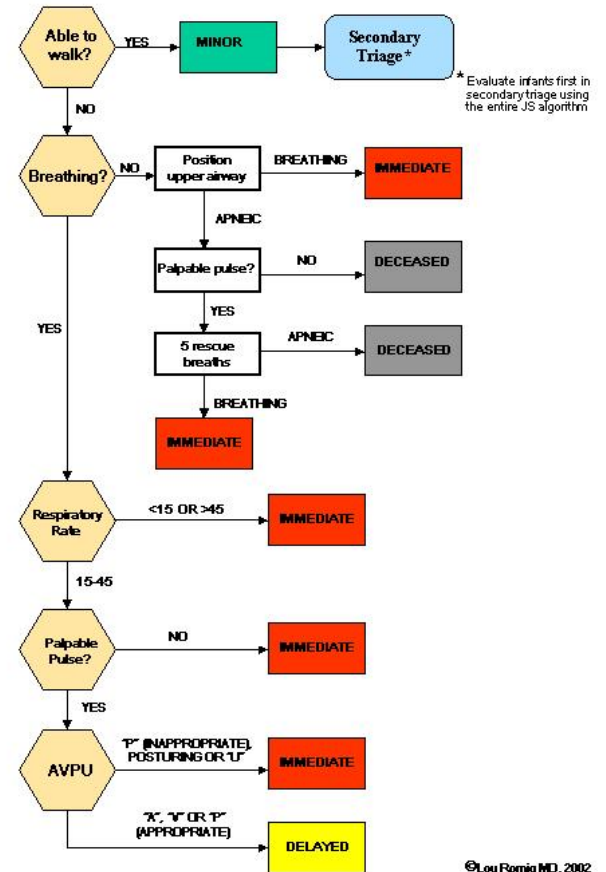 Able to
walk?
YES
MINOR
Secondary
Triage*
* Evaluate infants first in
secondary triage using
the entire JS algorithm
NO
Breathing?
NO
Position
upper airway
BREATHING
IMMEDIATE
APNEIC
Palpable pulse?
NO
DECEASED
YES
5 rescue
breaths
APNEIC
DECEASED
BREATHING
IMMEDIATE
YES
Respiratory
Rate
<15 OR >45
IMMEDIATE
15-45
Palpable
Pulse?
NO
IMMEDIATE
YES
AVPU
"P" (INAPPROPRIATE),
POSTURING OR "U"
IMMEDIATE
"A", "V" OR "P"
(APPROPRIATE)
DELAYED
©Lou Romig MD, 2002